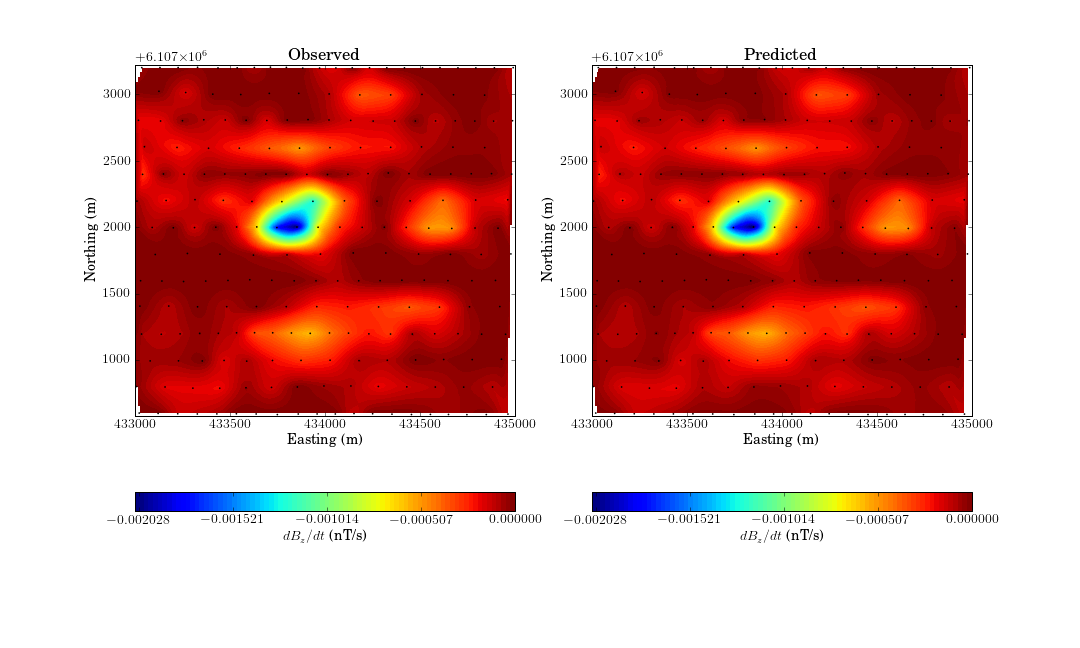 Observed
+6.107×10⁶
3000
2500
2000
1500
1000
Northing (m)
433000 433500 434000 434500 435000
Easting (m)
−0.002028 −0.001521 −0.001014 −0.000507 0.000000
dB_z/dt (nT/s)
Predicted
+6.107×10⁶
3000
2500
2000
1500
1000
Northing (m)
433000 433500 434000 434500 435000
Easting (m)
−0.002028 −0.001521 −0.001014 −0.000507 0.000000
dB_z/dt (nT/s)